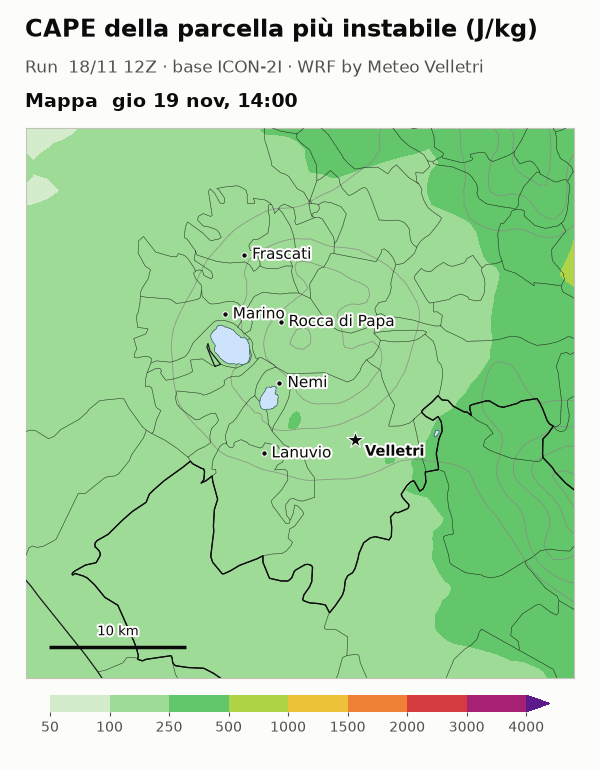 CAPE della parcella più instabile (J/kg)
Run  18/11 12Z · base ICON-2I · WRF by Meteo Velletri
Mappa  gio 19 nov, 14:00
Frascati
Marino
Rocca di Papa
Nemi
Velletri
Lanuvio
10 km
50 100 250 500 1000 1500 2000 3000 4000